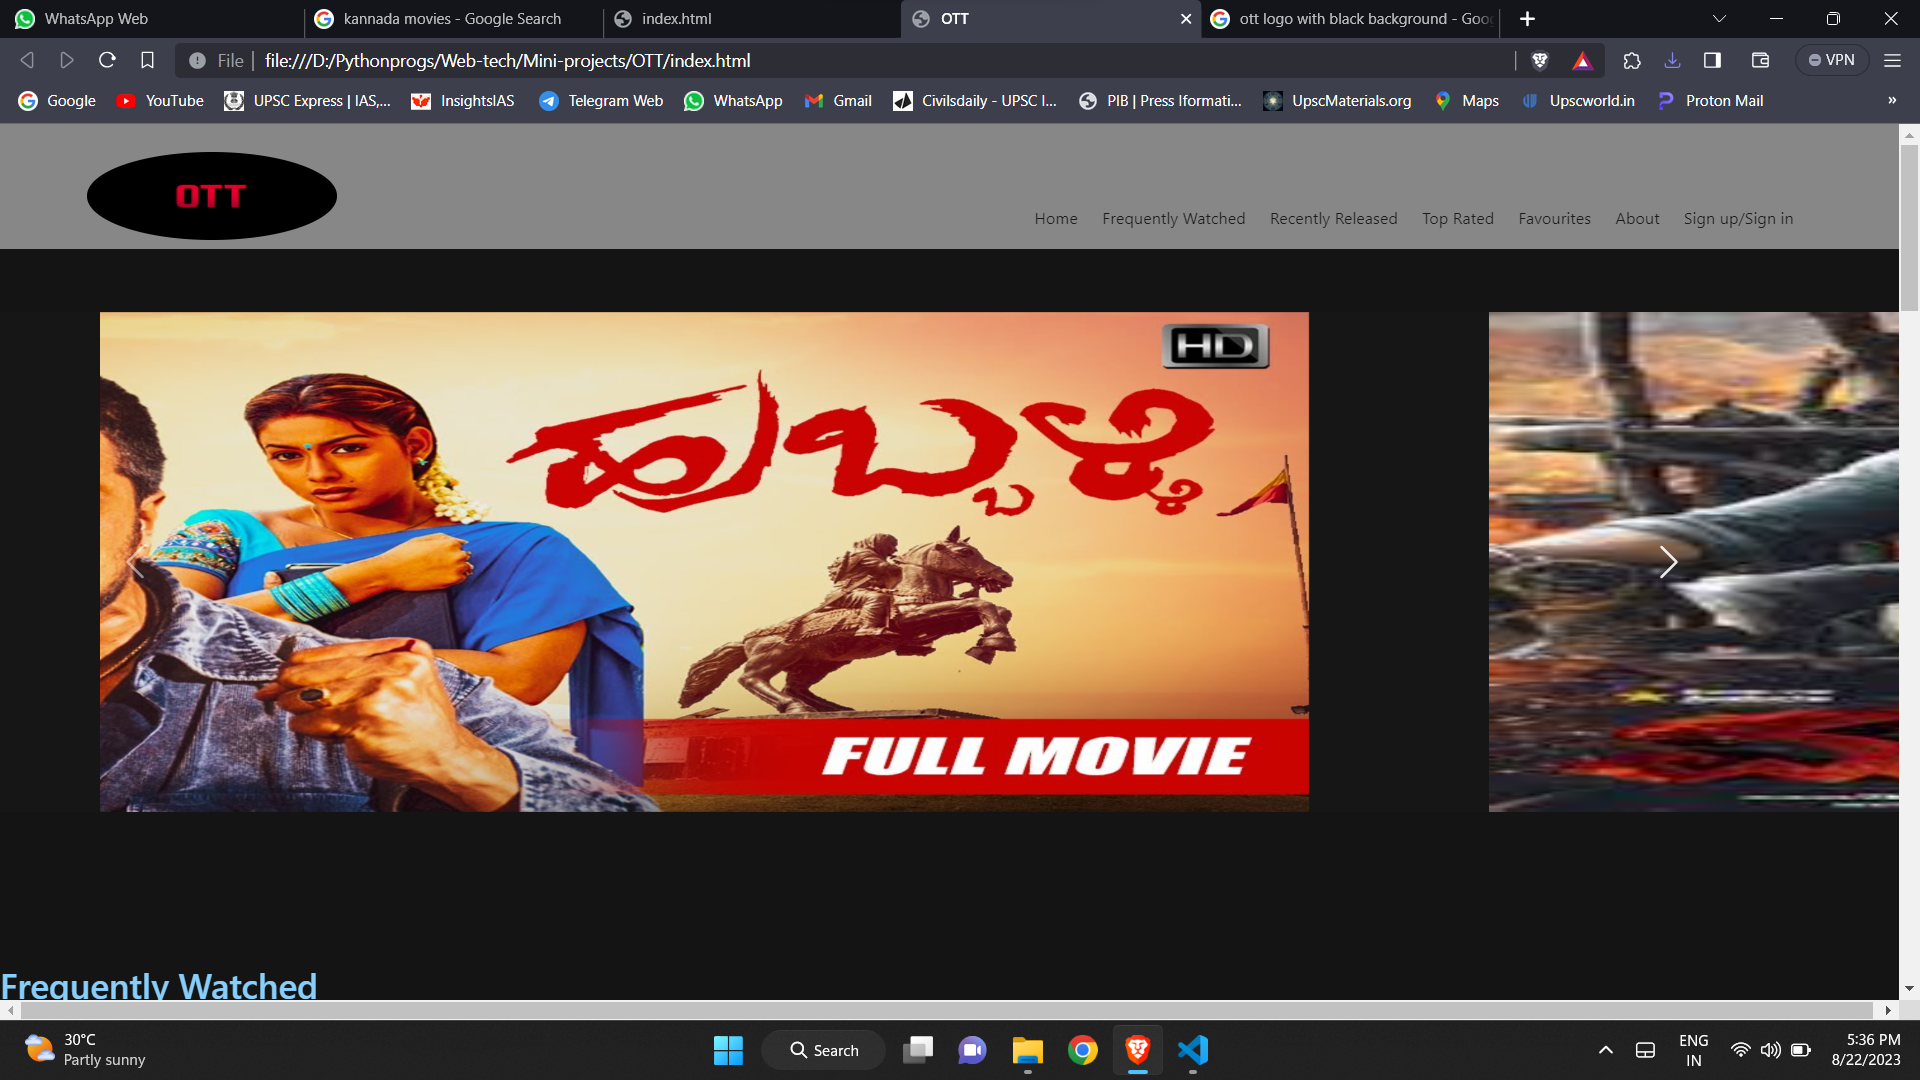 WhatsApp Web
kannada movies - Google Search
index.html
OTT
ott logo with black background - Goo
File
file:///D:/Pythonprogs/Web-tech/Mini-projects/OTT/index.html
VPN
Google
YouTube
UPSC Express | IAS,...
InsightsIAS
Telegram Web
WhatsApp
Gmail
Civilsdaily - UPSC I...
PIB | Press Iformati...
UpscMaterials.org
Maps
Upscworld.in
Proton Mail
»
OTT
Home
Frequently Watched
Recently Released
Top Rated
Favourites
About
Sign up/Sign in
HD
ಹುಬ್ಬಳ್ಳಿ
FULL MOVIE
Frequently Watched
30°C
Partly sunny
Search
ENG
IN
5:36 PM
8/22/2023